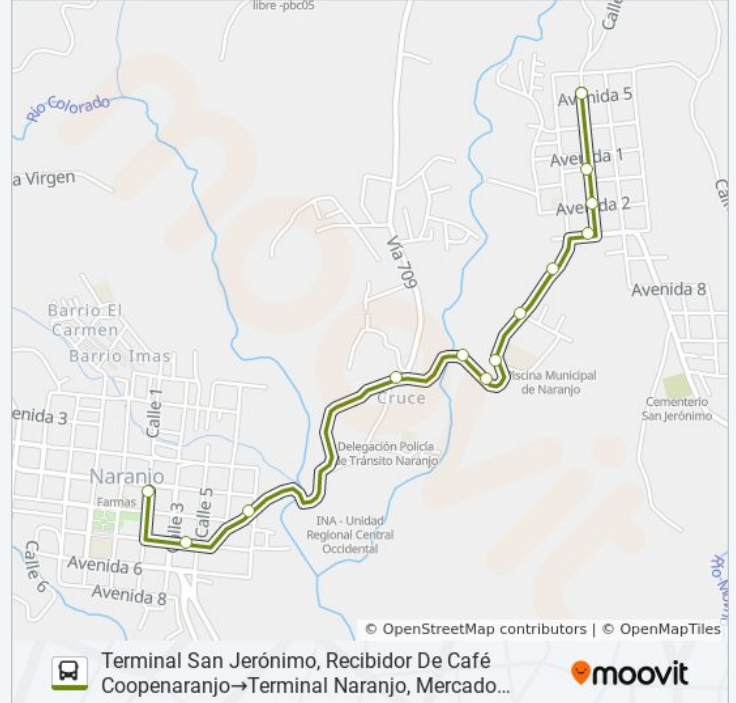 libre -pbc05
Calle
Río Colorado
Avenida 5
a Virgen
Avenida 1
Avenida 2
Vía 709
Avenida 8
Barrio El
Carmen
Barrio Imas
Piscina Municipal
de Naranjo
Cruce
Cementerio
San Jerónimo
enida 3
Calle 1
Delegación Policía
de Tránsito Naranjo
Naranjo
Farmas
Calle 3
Calle 5
INA - Unidad
Regional Central
Occidental
Calle 6
Avenida 6
Avenida 8
moovit
© OpenStreetMap contributors | © OpenMapTiles
Terminal San Jerónimo, Recibidor De Café
Coopenaranjo→Terminal Naranjo, Mercado…
moovit